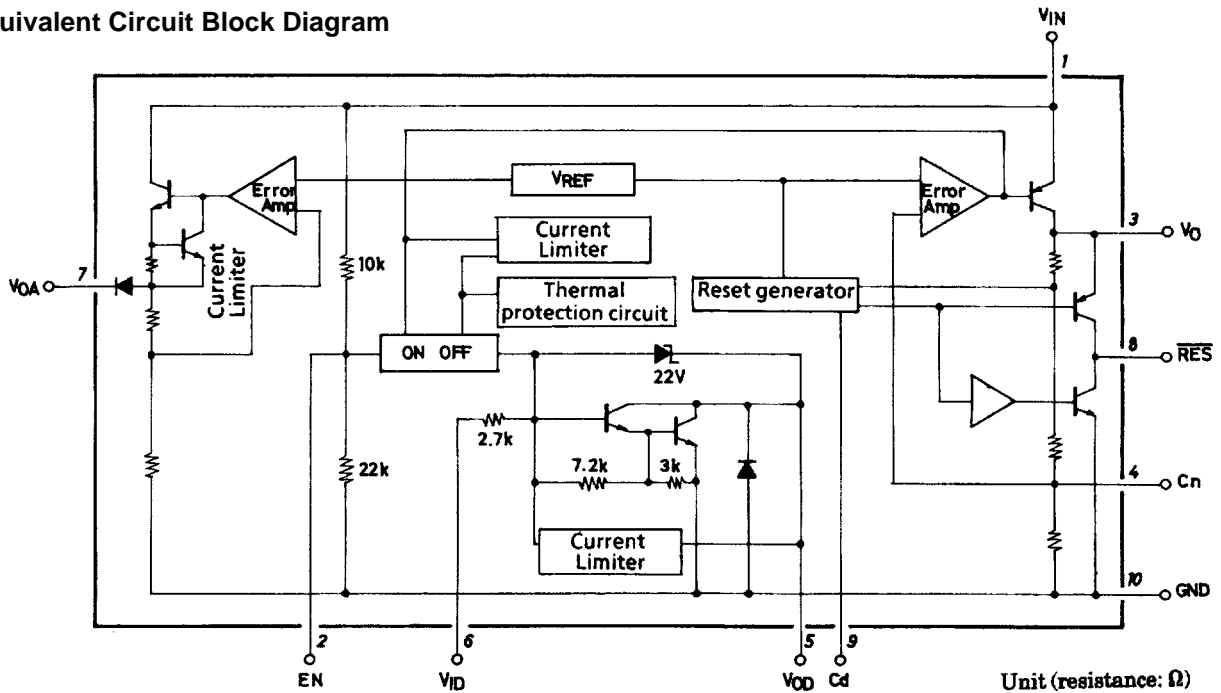 uivalent Circuit Block Diagram
VIN
1
Error
Amp
VREF
Error
Amp
Current
Limiter
3
VO
7
VOA
Current
Limiter
10k
Thermal
protection circuit
Reset generator
ON OFF
22V
8
RES
2.7k
22k
7.2k
3k
4
Cn
Current
Limiter
10
GND
2
6
5
9
EN
VID
VOD
Cd
Unit (resistance: Ω)